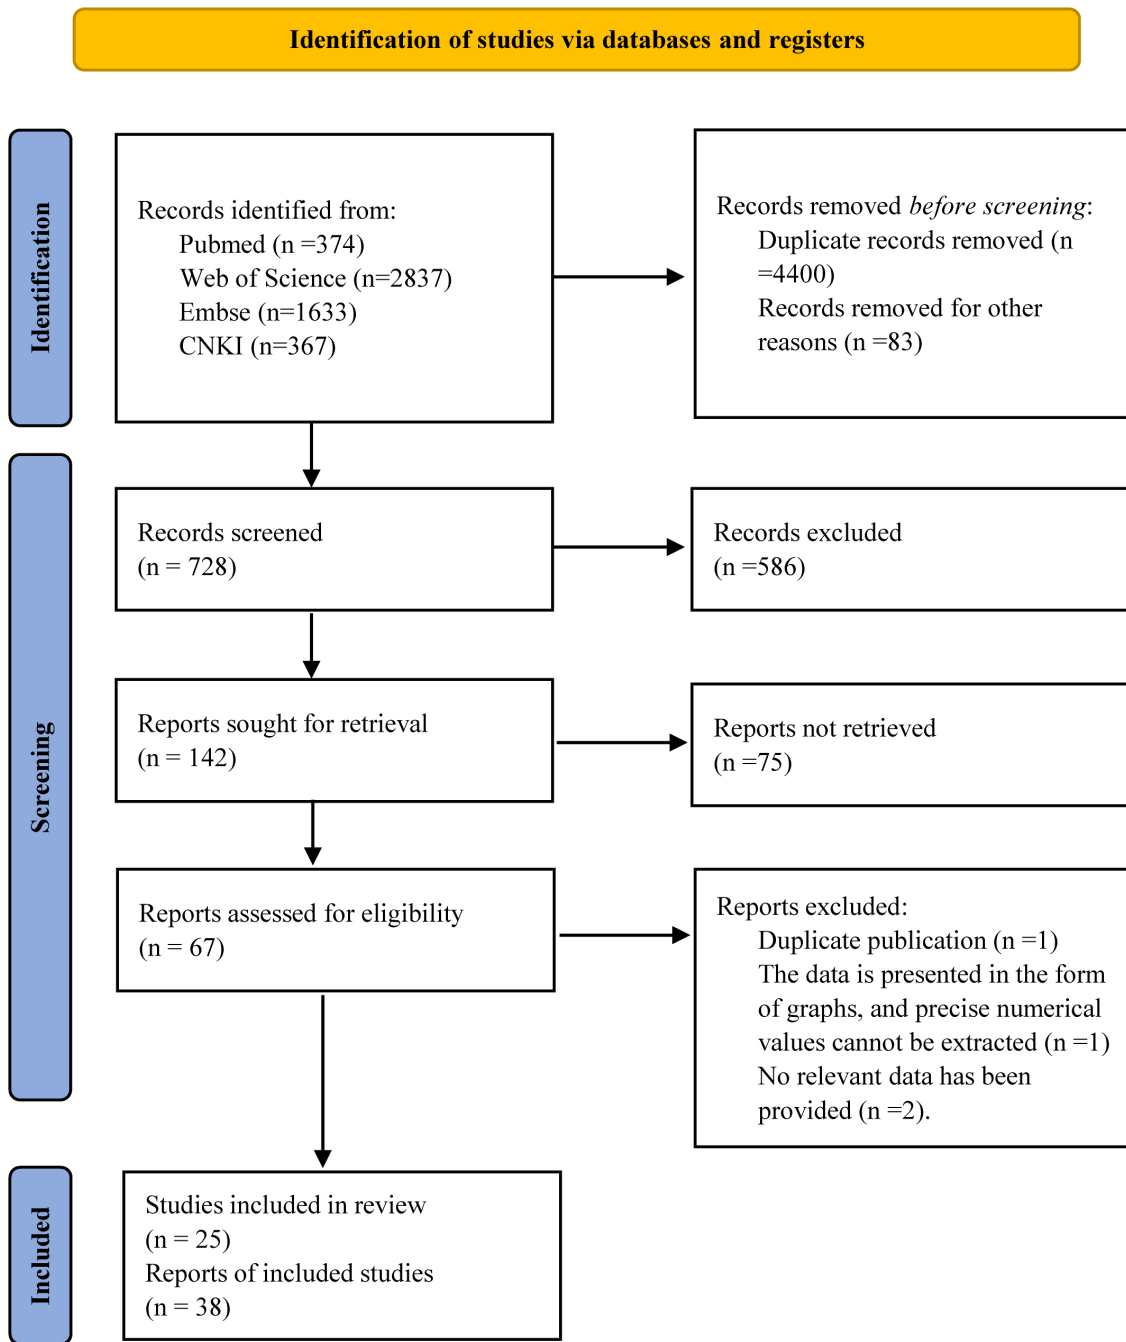 Identification of studies via databases and registers
Identification
Records identified from:
Pubmed (n =374)
Web of Science (n=2837)
Embse (n=1633)
CNKI (n=367)
Records removed before screening:
Duplicate records removed (n
=4400)
Records removed for other
reasons (n =83)
Screening
Records screened
(n = 728)
Records excluded
(n =586)
Reports sought for retrieval
(n = 142)
Reports not retrieved
(n =75)
Reports assessed for eligibility
(n = 67)
Reports excluded:
Duplicate publication (n =1)
The data is presented in the form
of graphs, and precise numerical
values cannot be extracted (n =1)
No relevant data has been
provided (n =2).
Included
Studies included in review
(n = 25)
Reports of included studies
(n = 38)